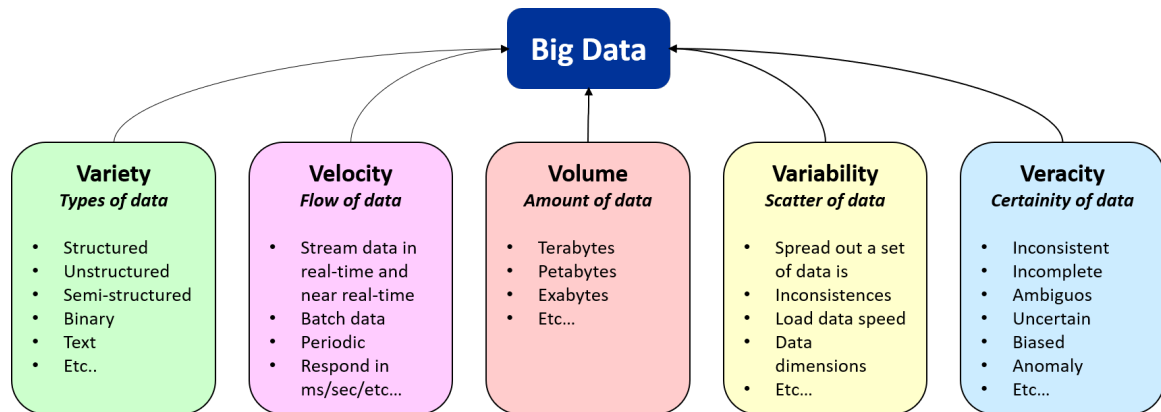 Big Data
Variety
Types of data
• Structured
• Unstructured
• Semi-structured
• Binary
• Text
• Etc..
Velocity
Flow of data
• Stream data in
real-time and
near real-time
• Batch data
• Periodic
• Respond in
ms/sec/etc...
Volume
Amount of data
• Terabytes
• Petabytes
• Exabytes
• Etc...
Variability
Scatter of data
• Spread out a set
of data is
• Inconsistences
• Load data speed
• Data
dimensions
• Etc...
Veracity
Certainity of data
• Inconsistent
• Incomplete
• Ambiguos
• Uncertain
• Biased
• Anomaly
• Etc...